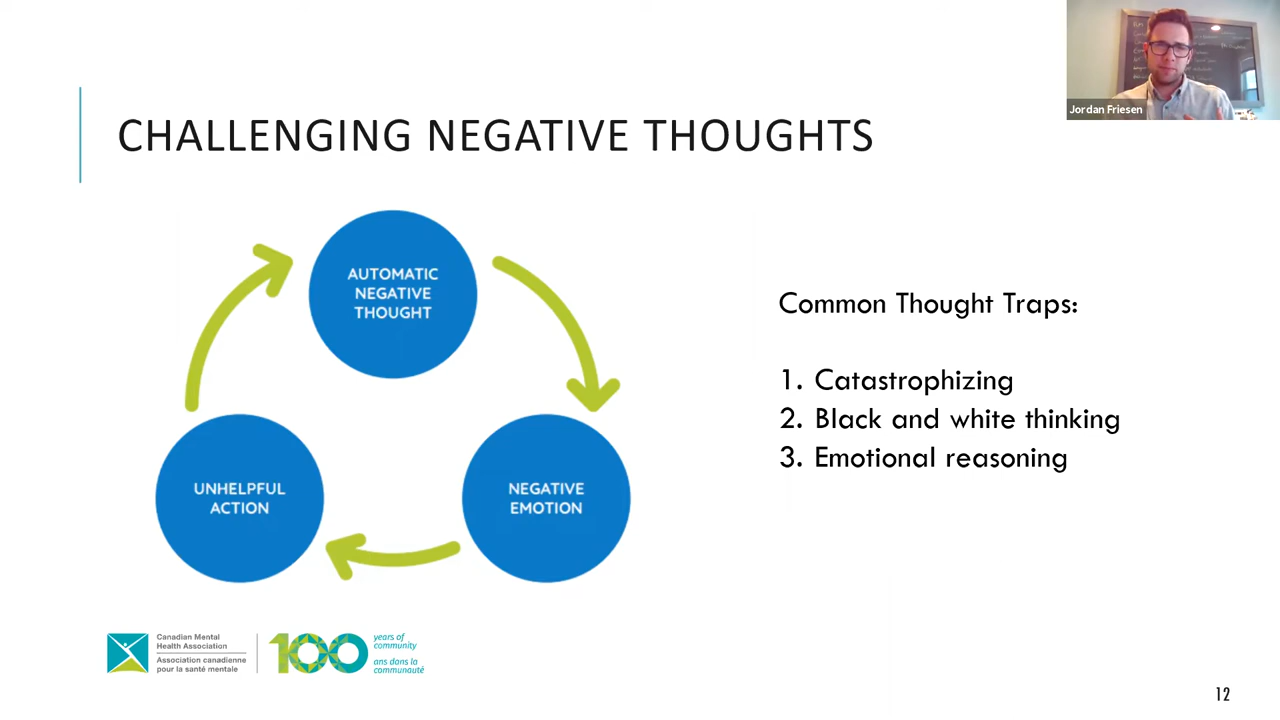 Jordan Friesen
CHALLENGING NEGATIVE THOUGHTS
AUTOMATIC
NEGATIVE
THOUGHT
UNHELPFUL
ACTION
NEGATIVE
EMOTION
Common Thought Traps:
1. Catastrophizing
2. Black and white thinking
3. Emotional reasoning
Canadian Mental
Health Association
Association canadienne
pour la santé mentale
100
years of
community
ans dans la
communauté
12